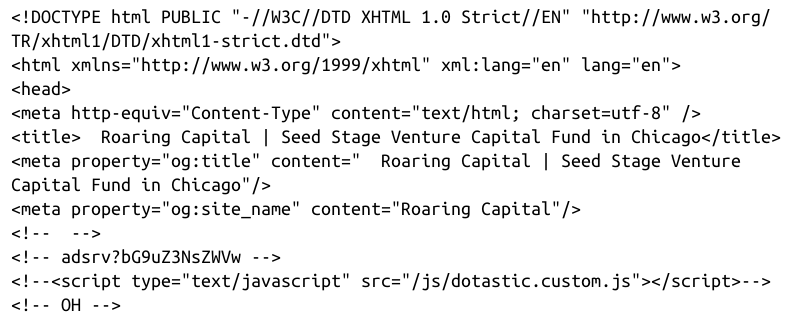 <!DOCTYPE html PUBLIC "-//W3C//DTD XHTML 1.0 Strict//EN" "http://www.w3.org/
TR/xhtml1/DTD/xhtml1-strict.dtd">
<html xmlns="http://www.w3.org/1999/xhtml" xml:lang="en" lang="en">
<head>
<meta http-equiv="Content-Type" content="text/html; charset=utf-8" />
<title>  Roaring Capital | Seed Stage Venture Capital Fund in Chicago</title>
<meta property="og:title" content="  Roaring Capital | Seed Stage Venture
Capital Fund in Chicago"/>
<meta property="og:site_name" content="Roaring Capital"/>
<!--  -->
<!-- adsrv?bG9uZ3NsZWVw -->
<!--<script type="text/javascript" src="/js/dotastic.custom.js"></script>-->
<!-- OH -->